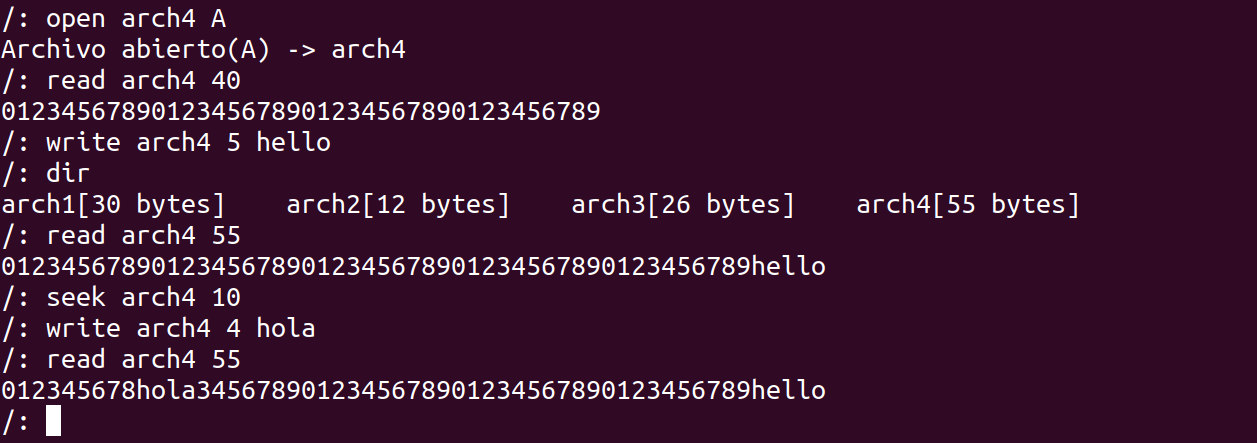 /: open arch4 A
Archivo abierto(A) -> arch4
/: read arch4 40
0123456789012345678901234567890123456789
/: write arch4 5 hello
/: dir
arch1[30 bytes]    arch2[12 bytes]    arch3[26 bytes]    arch4[55 bytes]
/: read arch4 55
01234567890123456789012345678901234567890123456789hello
/: seek arch4 10
/: write arch4 4 hola
/: read arch4 55
012345678hola3456789012345678901234567890123456789hello
/: